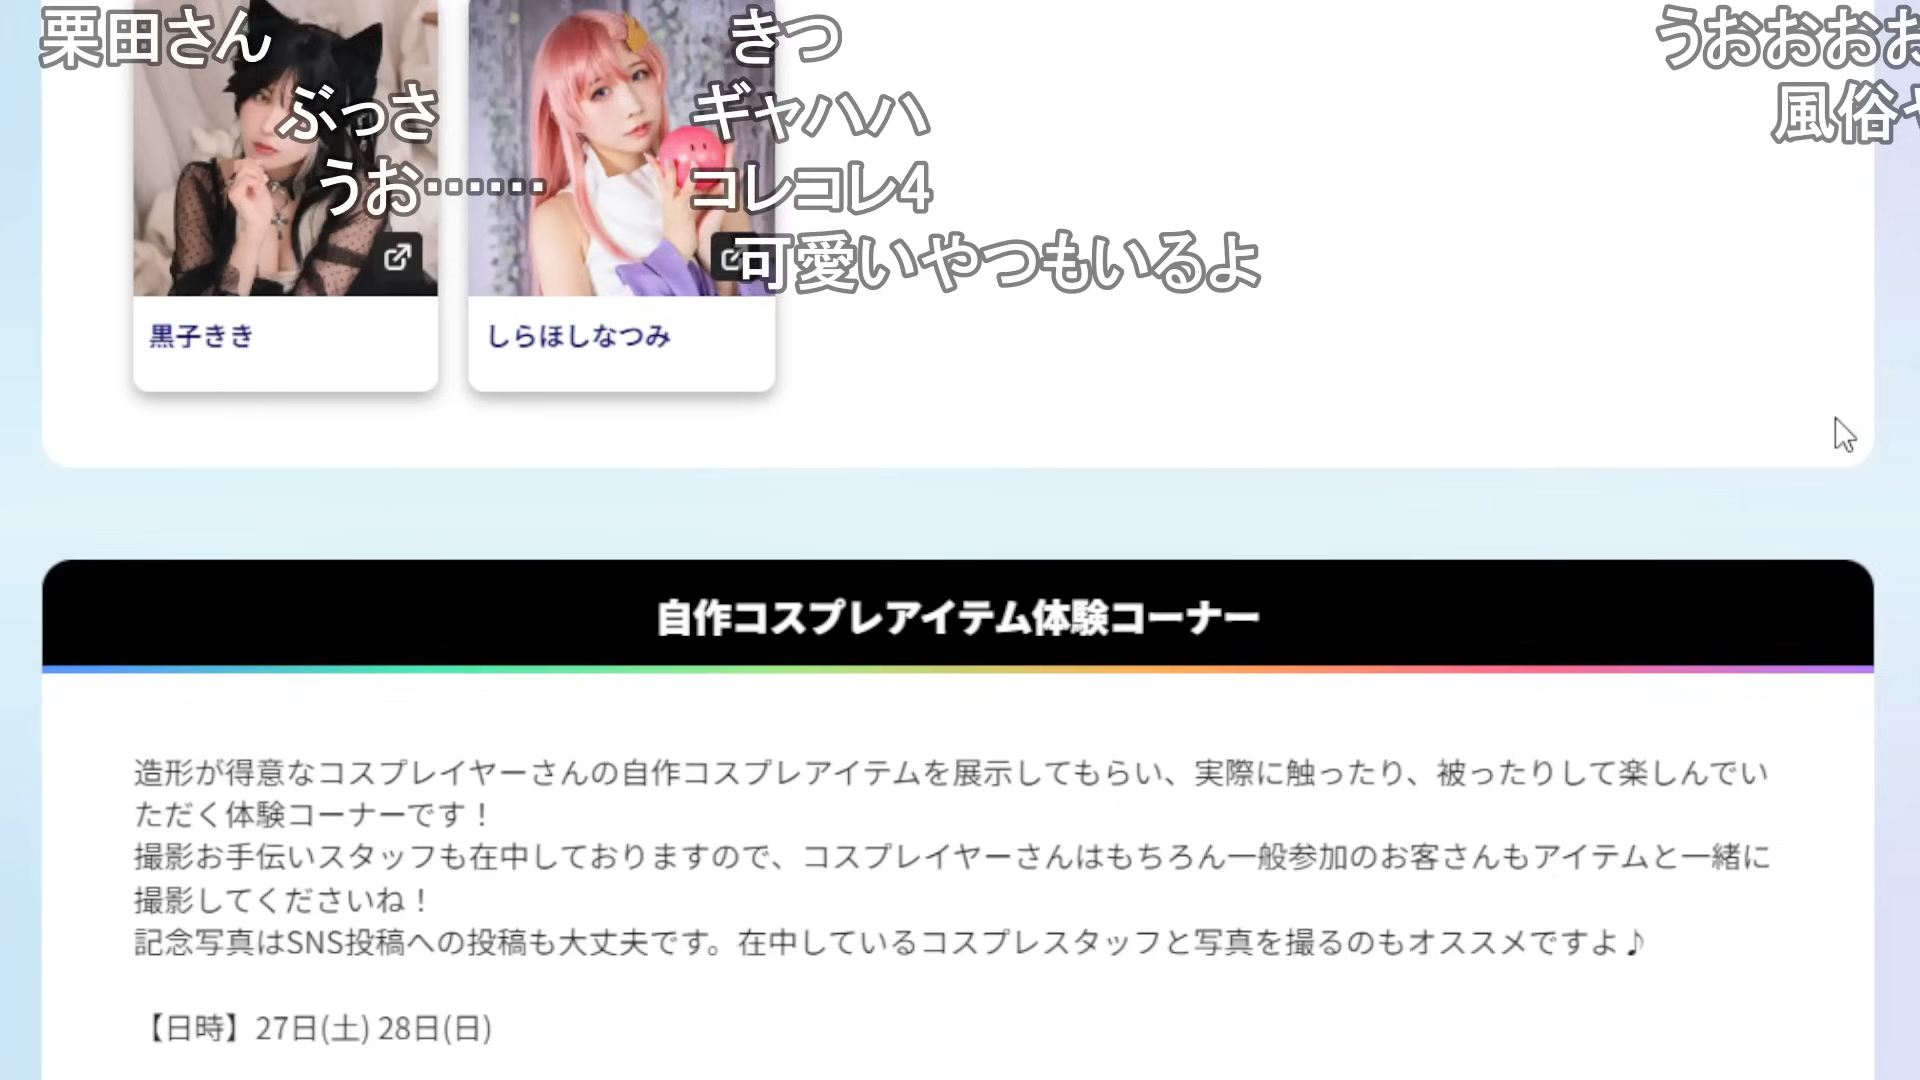 栗田さん
きつ
うおおおお
ぶっさ
ギャハハ
風俗
うお……
コレコレ4
可愛いやつもいるよ
黒子きき
しらほしなつみ
自作コスプレアイテム体験コーナー
造形が得意なコスプレイヤーさんの自作コスプレアイテムを展示してもらい、実際に触ったり、被ったりして楽しんでい
ただく体験コーナーです！
撮影お手伝いスタッフも在中しておりますので、コスプレイヤーさんはもちろん一般参加のお客さんもアイテムと一緒に
撮影してくださいね！
記念写真はSNS投稿への投稿も大丈夫です。在中しているコスプレスタッフと写真を撮るのもオススメですよ♪
【日時】27日(土) 28日(日)